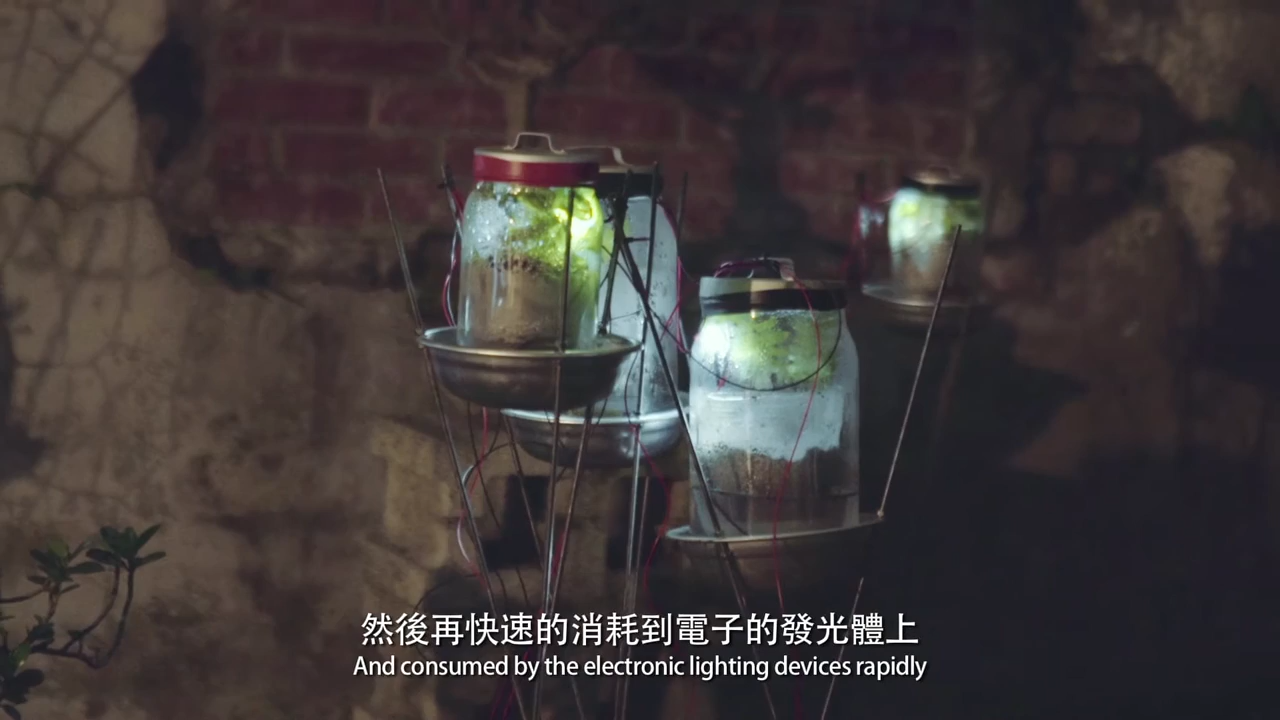 然後再快速的消耗到電子的發光體上
And consumed by the electronic lighting devices rapidly